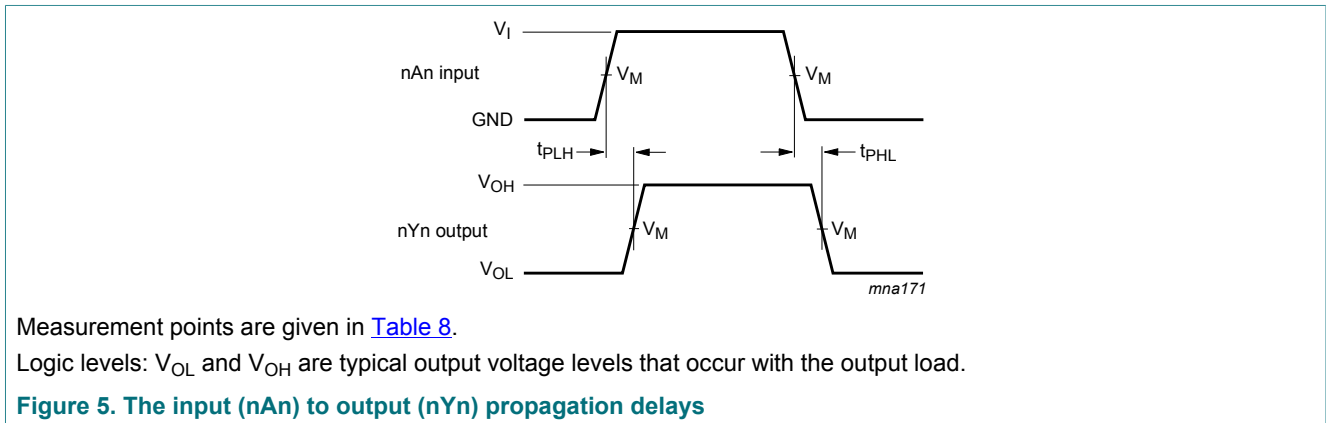 V_I
nAn input
V_M
V_M
GND
t_PLH
t_PHL
V_OH
nYn output
V_M
V_M
V_OL
mna171
Measurement points are given in Table 8.
Logic levels: V_OL and V_OH are typical output voltage levels that occur with the output load.
Figure 5. The input (nAn) to output (nYn) propagation delays